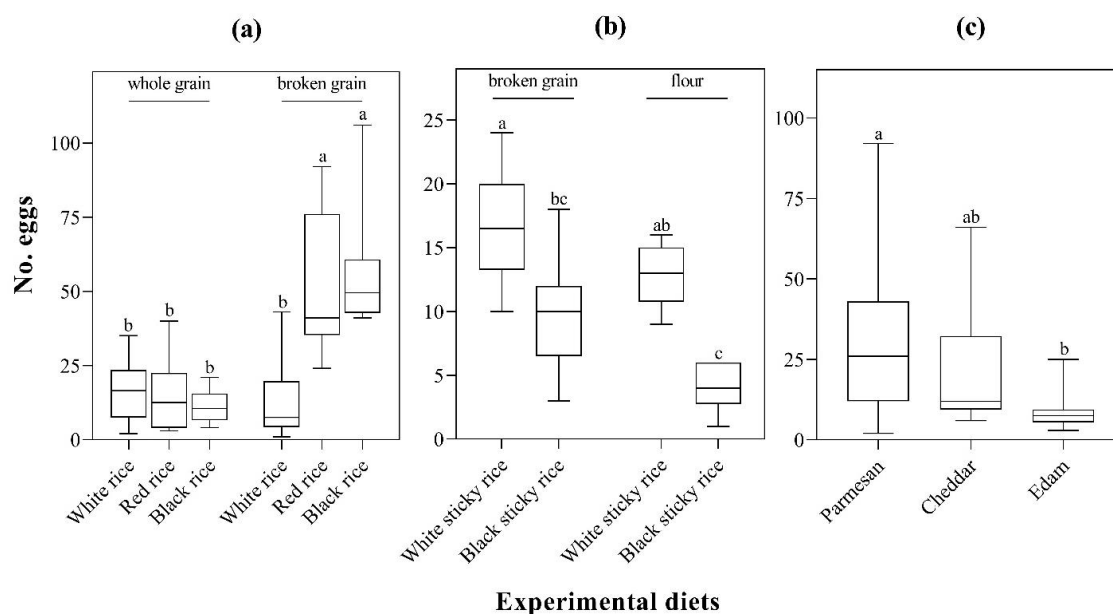 (a)
(b)
(c)
No. eggs
whole grain
broken grain
100
75
50
25
0
b
b
b
b
a
a
White rice
Red rice
Black rice
White rice
Red rice
Black rice
broken grain
flour
25
20
15
10
5
0
a
bc
ab
c
White sticky rice
Black sticky rice
White sticky rice
Black sticky rice
100
75
50
25
0
a
ab
b
Parmesan
Cheddar
Edam
Experimental diets